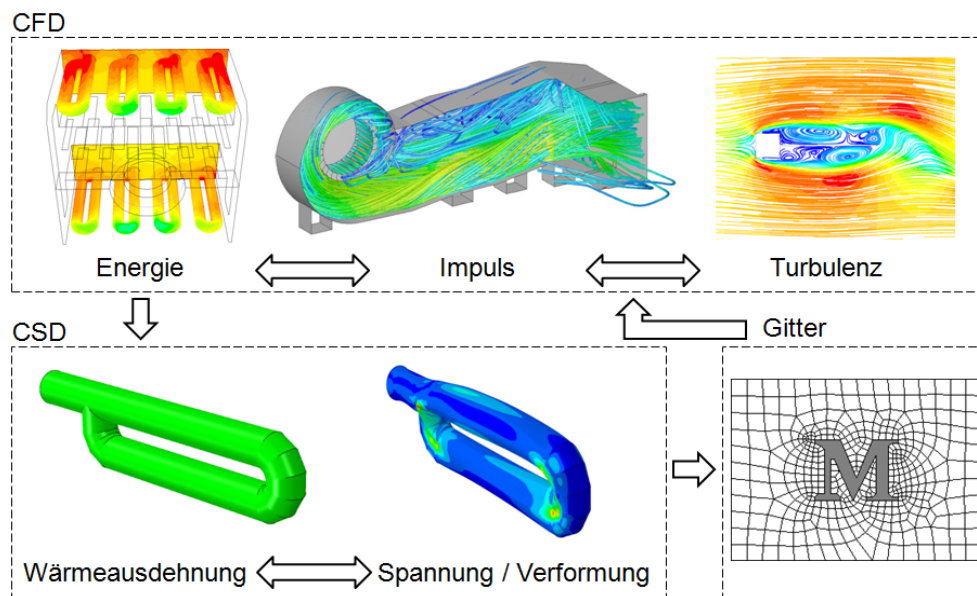 CFD
Energie
Impuls
Turbulenz
CSD
Gitter
M
Wärmeausdehnung
Spannung / Verformung